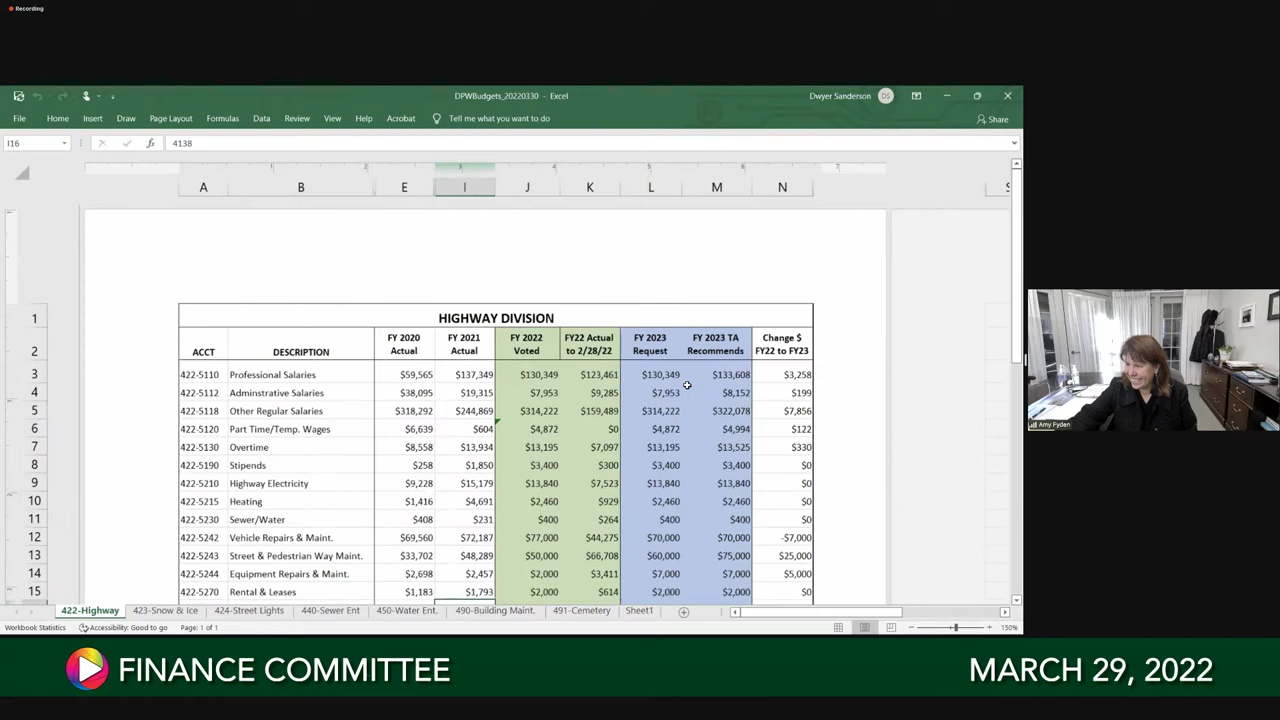 Recording
DPWBudgets_20220330 - Excel
Dwyer Sanderson DS
File Home Insert Draw Page Layout Formulas Data Review View Help Acrobat Tell me what you want to do Share
I16 fx 4138
1 2 3 4 5 6 7
A B E I J K L M N S
1 HIGHWAY DIVISION
FY 2020 FY 2021 FY 2022 FY22 Actual FY 2023 FY 2023 TA Change $
2 ACCT DESCRIPTION Actual Actual Voted to 2/28/22 Request Recommends FY22 to FY23
3 422-5110 Professional Salaries $59,565 $137,349 $130,349 $123,461 $130,349 $133,608 $3,258
4 422-5112 Adminstrative Salaries $38,095 $19,315 $7,953 $9,285 $7,953 $8,152 $199
5 422-5118 Other Regular Salaries $318,292 $244,869 $314,222 $159,489 $314,222 $322,078 $7,856
6 422-5120 Part Time/Temp. Wages $6,639 $604 $4,872 $0 $4,872 $4,994 $122
7 422-5130 Overtime $8,558 $13,934 $13,195 $7,097 $13,195 $13,525 $330
8 422-5190 Stipends $258 $1,850 $3,400 $300 $3,400 $3,400 $0
9 422-5210 Highway Electricity $9,228 $15,179 $13,840 $7,523 $13,840 $13,840 $0
10 422-5215 Heating $1,416 $4,691 $2,460 $929 $2,460 $2,460 $0
11 422-5230 Sewer/Water $408 $231 $400 $264 $400 $400 $0
12 422-5242 Vehicle Repairs & Maint. $69,560 $72,187 $77,000 $44,275 $70,000 $70,000 -$7,000
13 422-5243 Street & Pedestrian Way Maint. $33,702 $48,289 $50,000 $66,708 $60,000 $75,000 $25,000
14 422-5244 Equipment Repairs & Maint. $2,698 $2,457 $2,000 $3,411 $7,000 $7,000 $5,000
15 422-5270 Rental & Leases $1,183 $1,793 $2,000 $614 $2,000 $2,000 $0
422-Highway 423-Snow & Ice 424-Street Lights 440-Sewer Ent 450-Water Ent. 490-Building Maint. 491-Cemetery Sheet1
Workbook Statistics Accessibility: Good to go Page: 1 of 1 150%
Amy Fyden
FINANCE COMMITTEE MARCH 29, 2022